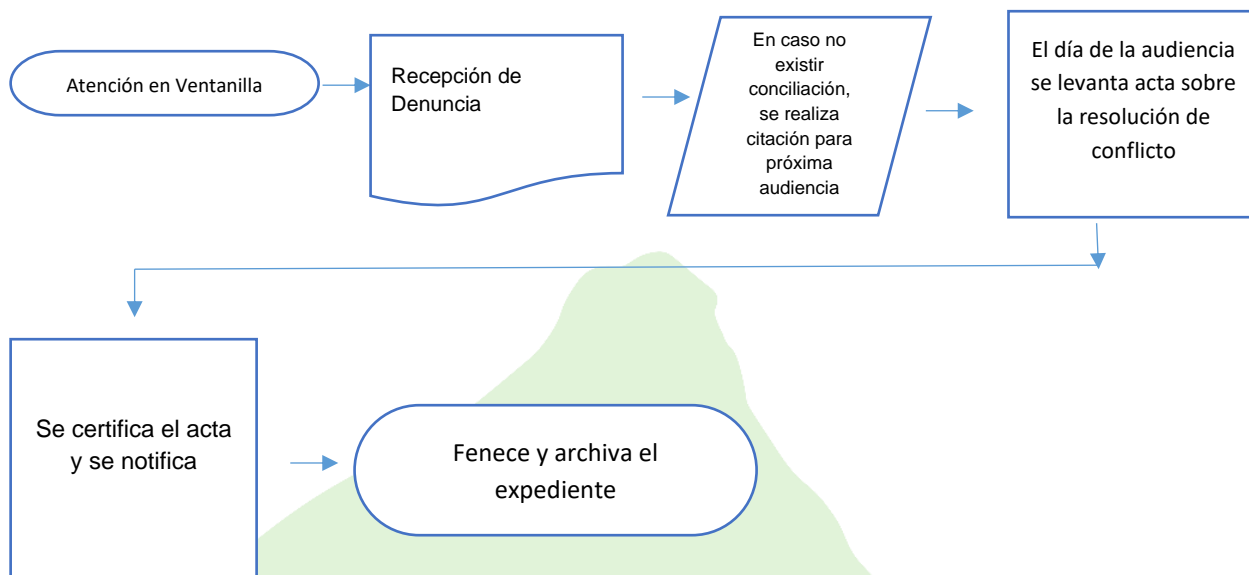 Atención en Ventanilla
Recepción de
Denuncia
En caso no
existir
conciliación,
se realiza
citación para
próxima
audiencia
El día de la audiencia
se levanta acta sobre
la resolución de
conflicto
Se certifica el acta
y se notifica
Fenece y archiva el
expediente